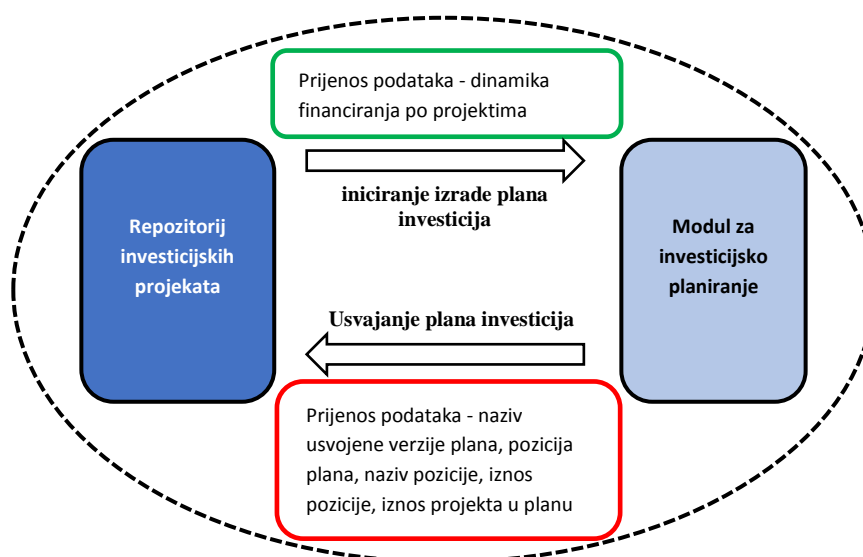 Prijenos podataka - dinamika
financiranja po projektima
iniciranje izrade plana
investicija
Repozitorij
investicijskih
projekata
Modul za
investicijsko
planiranje
Usvajanje plana investicija
Prijenos podataka - naziv
usvojene verzije plana, pozicija
plana, naziv pozicije, iznos
pozicije, iznos projekta u planu